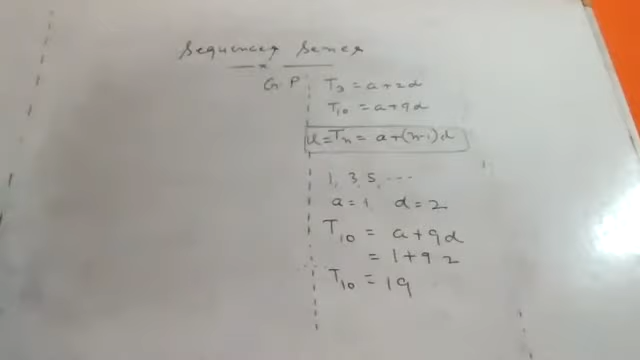 Sequences Series
G.P
T3 = a+2d
T10 = a+9d
l=Tn = a+(n-1)d
1, 3, 5, ...
a=1, d=2
T10 = a+9d
= 1+9 2
T10 = 19